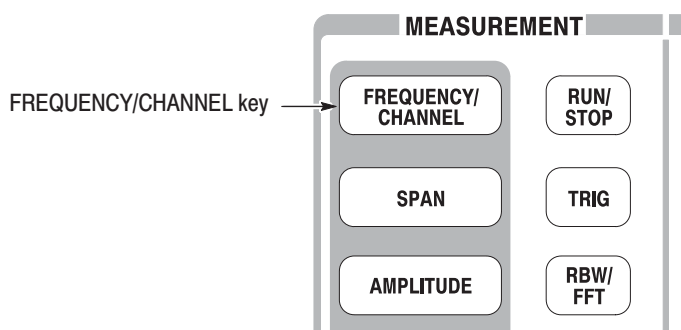 MEASUREMENT
FREQUENCY/CHANNEL key
FREQUENCY/
CHANNEL
RUN/
STOP
SPAN
TRIG
AMPLITUDE
RBW/
FFT